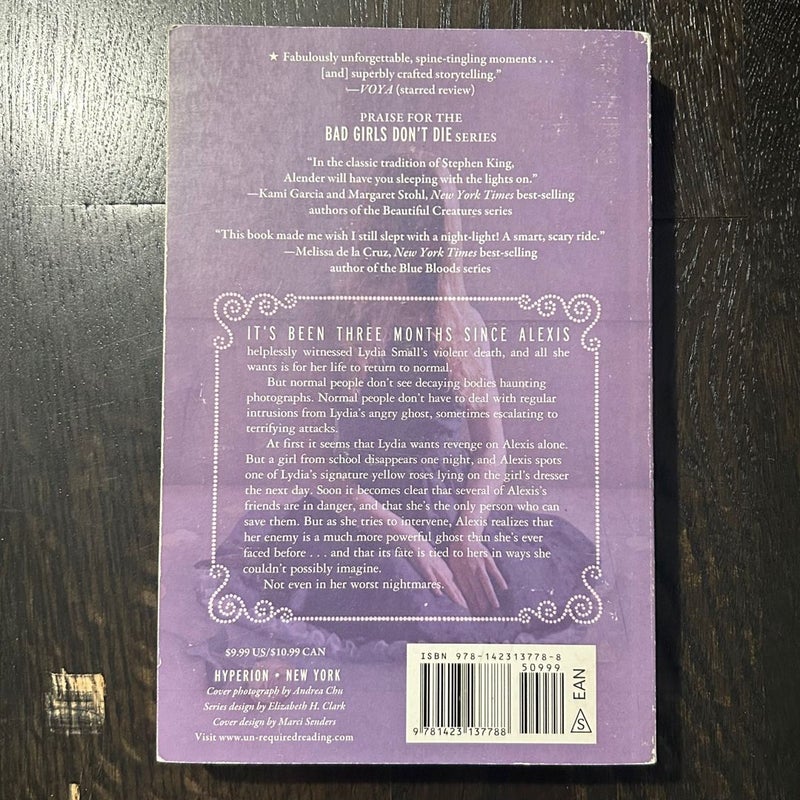 ★ Fabulously unforgettable, spine-tingling moments . . .
[and] superbly crafted storytelling.”
—VOYA (starred review)
PRAISE FOR THE
BAD GIRLS DON'T DIE SERIES
“In the classic tradition of Stephen King,
Alender will have you sleeping with the lights on.”
—Kami Garcia and Margaret Stohl, New York Times best-selling
authors of the Beautiful Creatures series
“This book made me wish I still slept with a night-light! A smart, scary ride.”
—Melissa de la Cruz, New York Times best-selling
author of the Blue Bloods series
IT'S BEEN THREE MONTHS SINCE ALEXIS
helplessly witnessed Lydia Small's violent death, and all she
wants is for her life to return to normal.
But normal people don't see decaying bodies haunting
photographs. Normal people don't have to deal with regular
intrusions from Lydia's angry ghost, sometimes escalating to
terrifying attacks.
At first it seems that Lydia wants revenge on Alexis alone.
But a girl from school disappears one night, and Alexis spots
one of Lydia's signature yellow roses lying on the girl's dresser
the next day. Soon it becomes clear that several of Alexis's
friends are in danger, and that she's the only person who can
save them. But as she tries to intervene, Alexis realizes that
her enemy is a much more powerful ghost than she's ever
faced before . . . and that its fate is tied to hers in ways she
couldn't possibly imagine.
Not even in her worst nightmares.
$9.99 US/$10.99 CAN
HYPERION • NEW YORK
Cover photograph by Andrea Chu
Series design by Elizabeth H. Clark
Cover design by Marci Senders
Visit www.un-requiredreading.com
ISBN 978-142313778-8
50999
9 781423 137788
S EAN